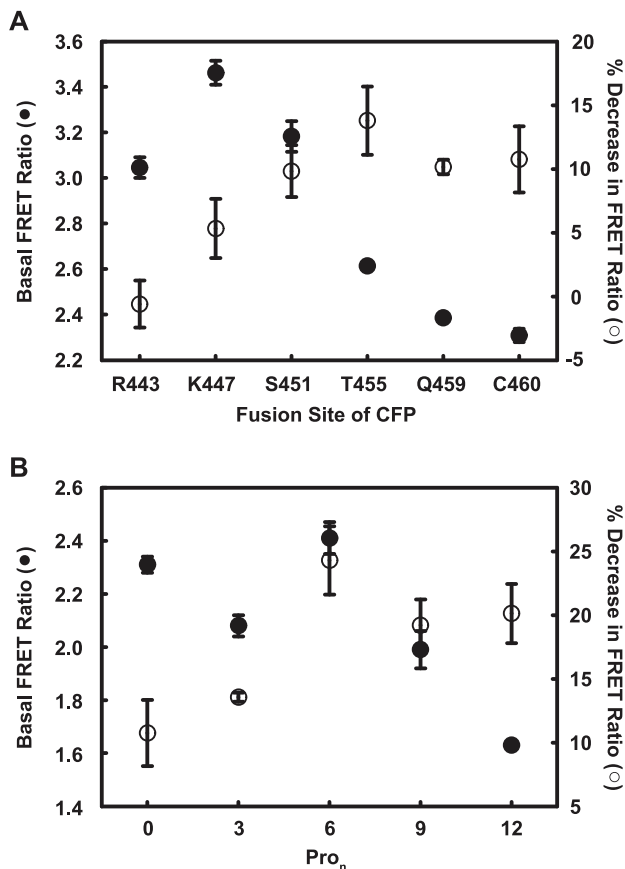 A
Basal FRET Ratio (●)
3.6
3.4
3.2
3.0
2.8
2.6
2.4
2.2
20
15
10
5
0
-5
% Decrease in FRET Ratio (○)
R443 K447 S451 T455 Q459 C460
Fusion Site of CFP
B
Basal FRET Ratio (●)
2.6
2.4
2.2
2.0
1.8
1.6
1.4
30
25
20
15
10
5
% Decrease in FRET Ratio (○)
0 3 6 9 12
Proₙ